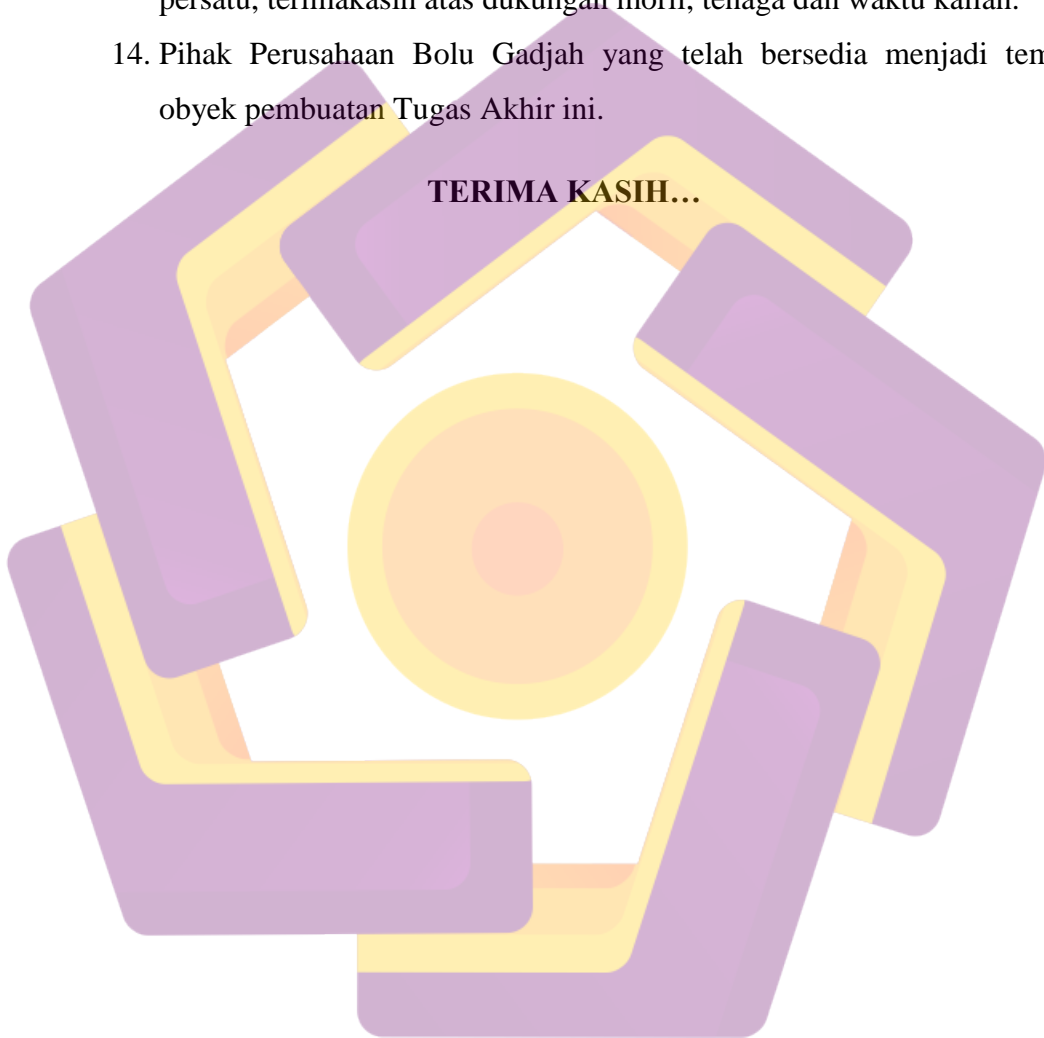 persatu, terimakasih atas dukungan moril, tenaga dan waktu kalian.
14. Pihak Perusahaan Bolu Gadjah yang telah bersedia menjadi
obyek pembuatan Tugas Akhir ini.
TERIMA KASIH…